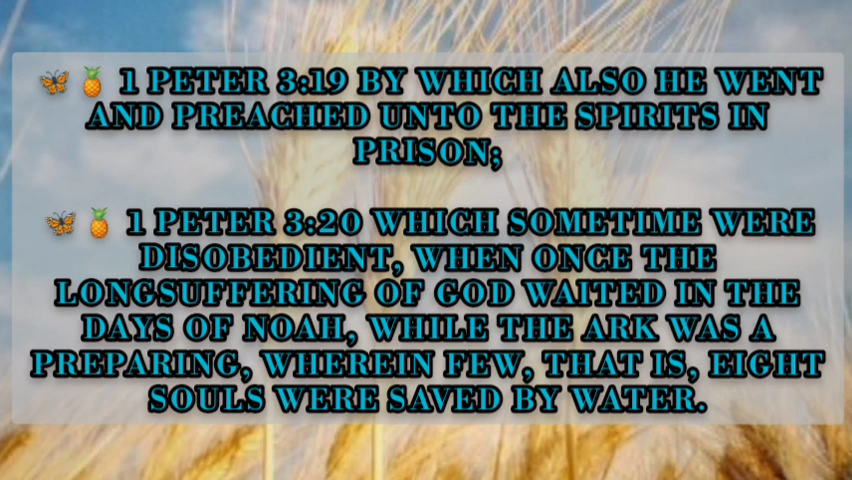 🦋🍍 1 PETER 3:19 BY WHICH ALSO HE WENT
AND PREACHED UNTO THE SPIRITS IN
PRISON;
🦋🍍 1 PETER 3:20 WHICH SOMETIME WERE
DISOBEDIENT, WHEN ONCE THE
LONGSUFFERING OF GOD WAITED IN THE
DAYS OF NOAH, WHILE THE ARK WAS A
PREPARING, WHEREIN FEW, THAT IS, EIGHT
SOULS WERE SAVED BY WATER.